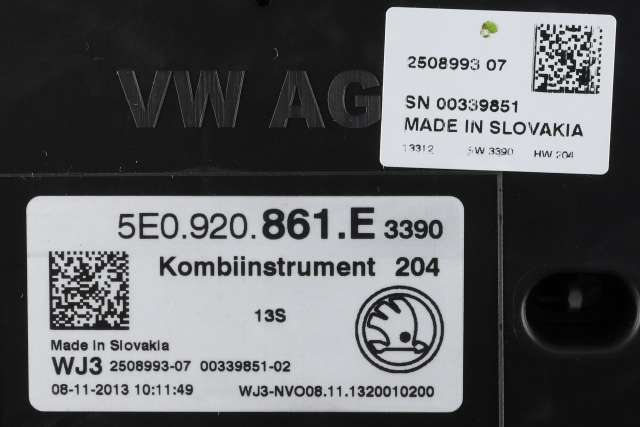 VW AG
2508993 07
SN 00339851
MADE IN SLOVAKIA
13312 SW 3390 HW 204
5E0.920.861.E 3390
Kombiinstrument 204
13S
Made in Slovakia
WJ3 2508993-07 00339851-02
08-11-2013 10:11:49 WJ3-NVO08.11.1320010200